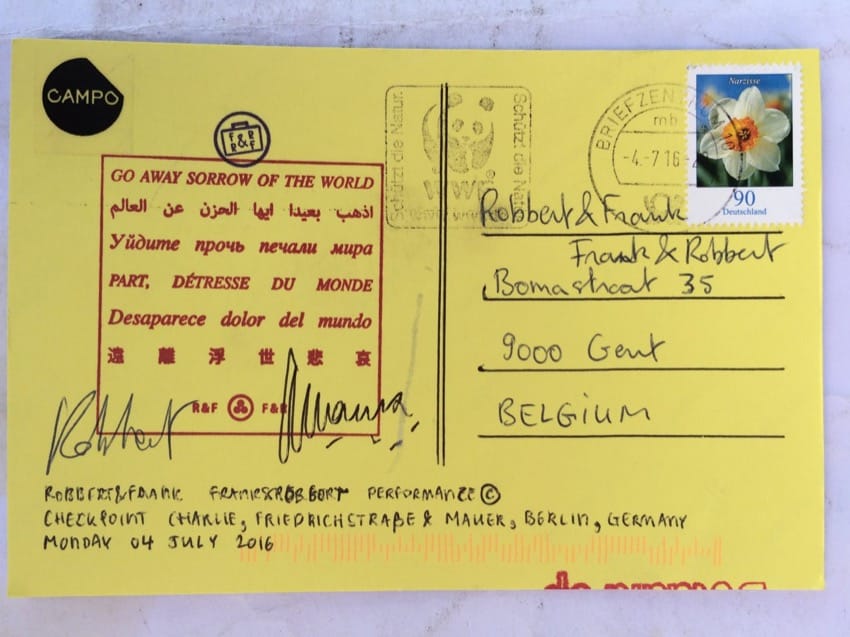 CAMPO
F&R
R&F
GO AWAY SORROW OF THE WORLD
اذهب بعيدا ايها الحزن عن العالم
Уйдите прочь печали мира
PART, DÉTRESSE DU MONDE
Desaparece dolor del mundo
遠離浮世悲哀
R&F F&R
Robbert
ROBBERT&FRANK FRANK&ROBBERT PERFORMANCE ©
CHECKPOINT CHARLIE, FRIEDRICHSTRAßE & MAUER, BERLIN, GERMANY
MONDAY 04 JULY 2016
Schützt die Natur.
WWF
Schützt die Natur
BRIEFZEN
mb
-4.-7.16-
Narzisse
90
Deutschland
Robbert & Frank
Frank & Robbert
Bomastraat 35
9000 Gent
BELGIUM